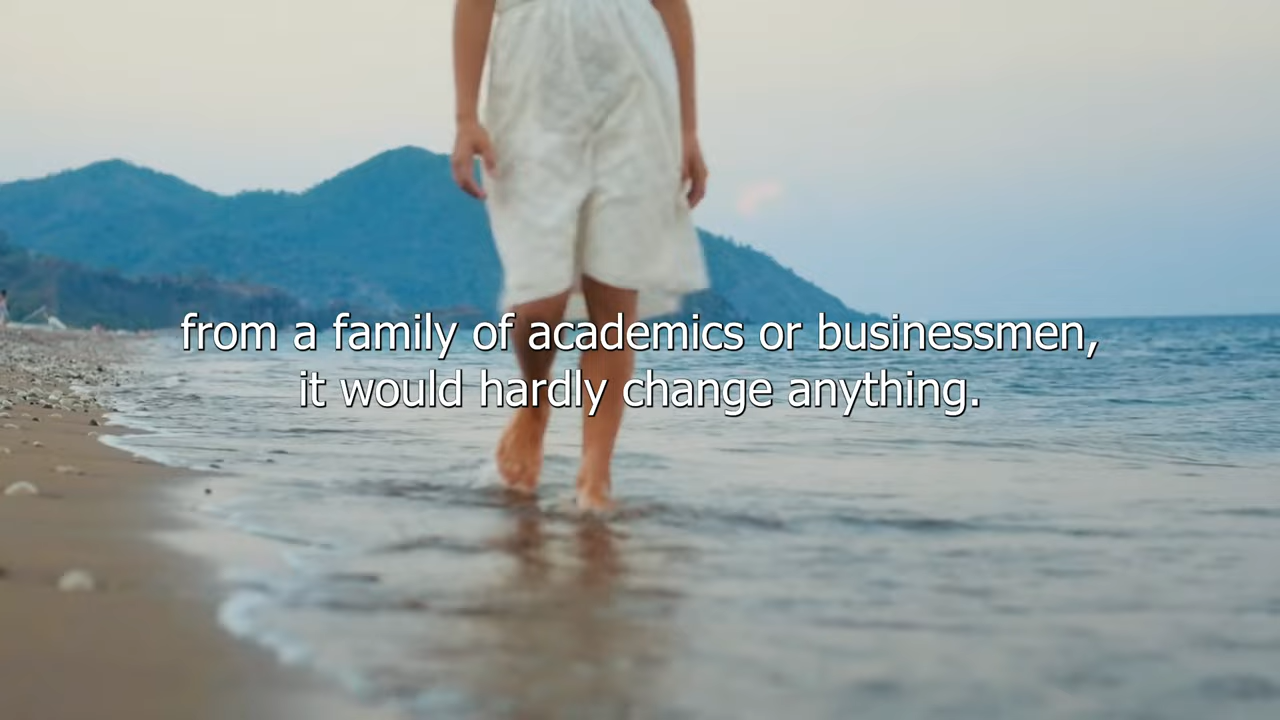 from a family of academics or businessmen,
it would hardly change anything.